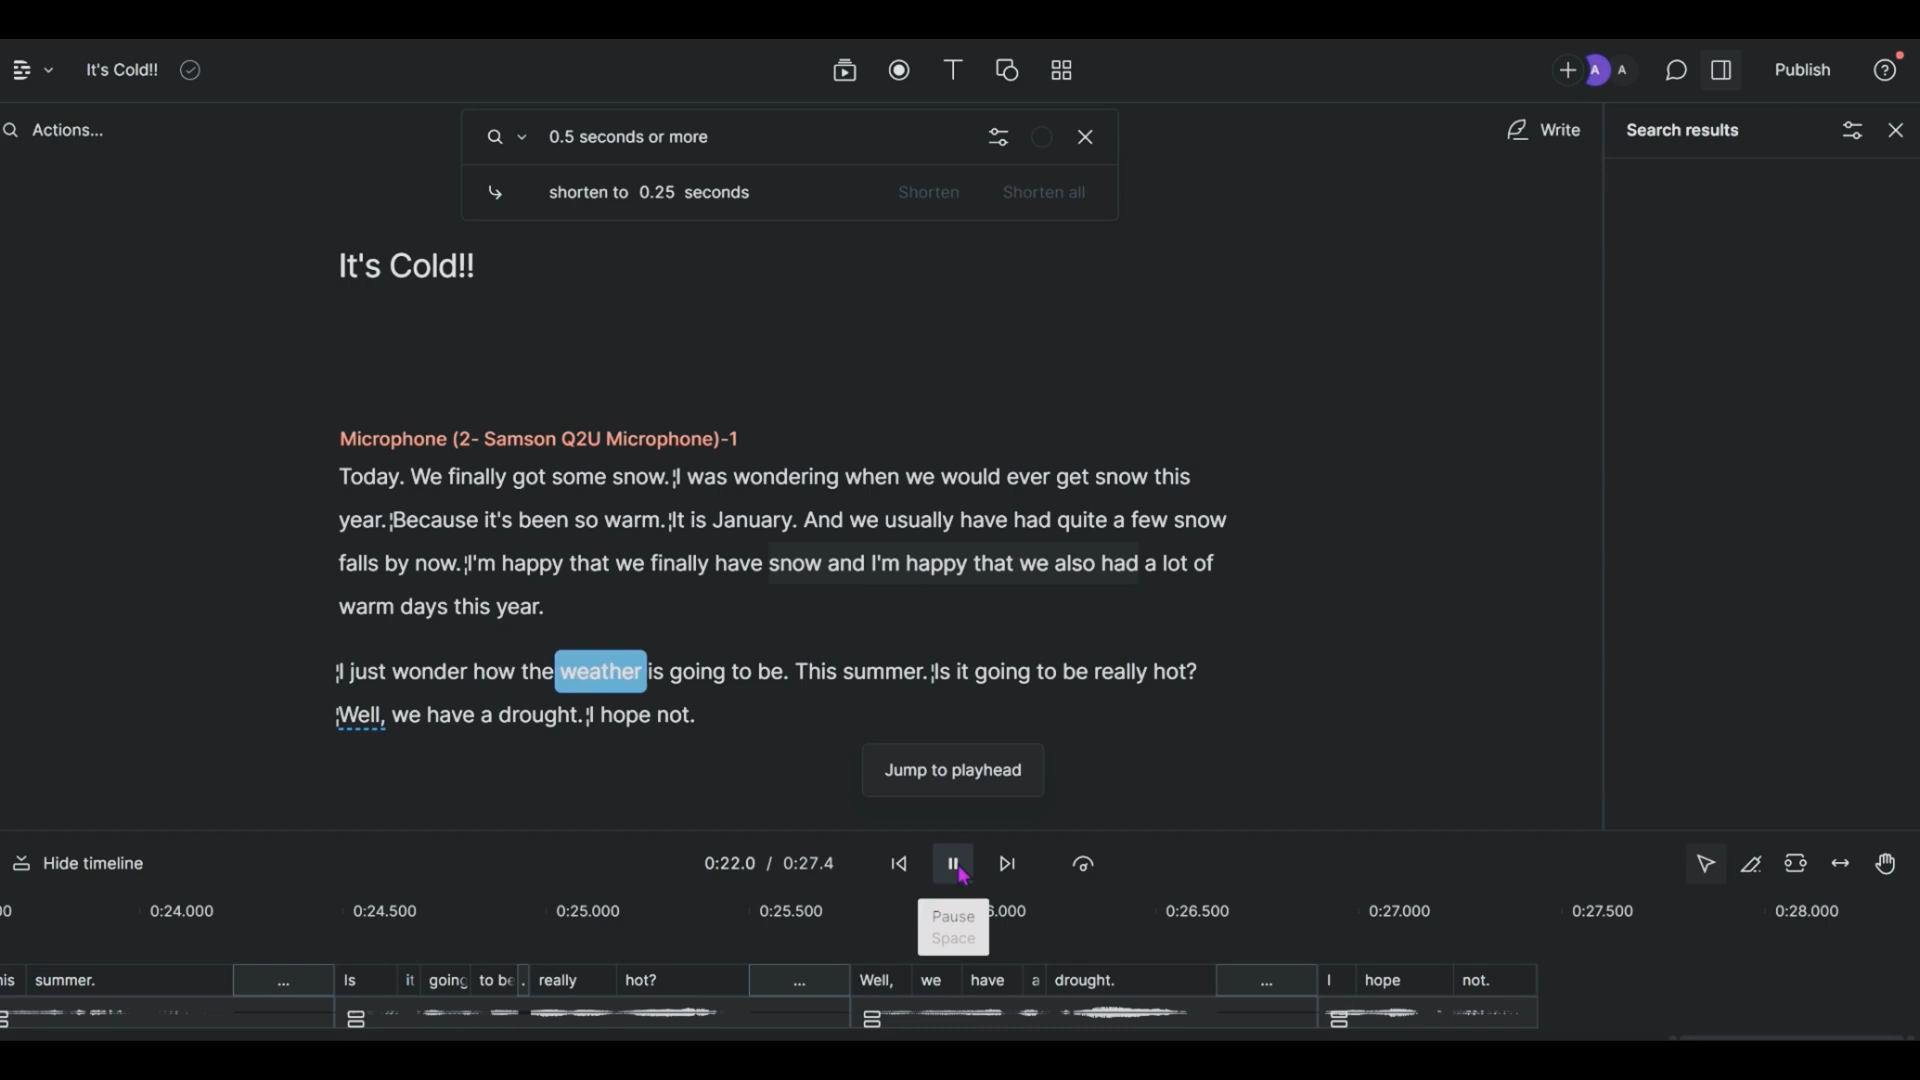 It's Cold!!
A A
Publish
Actions...
0.5 seconds or more
shorten to 0.25 seconds Shorten Shorten all
Write
Search results
It's Cold!!
Microphone (2- Samson Q2U Microphone)-1
Today. We finally got some snow. I was wondering when we would ever get snow this
year. Because it's been so warm. It is January. And we usually have had quite a few snow
falls by now. I'm happy that we finally have snow and I'm happy that we also had a lot of
warm days this year.
I just wonder how the weather is going to be. This summer. Is it going to be really hot?
Well, we have a drought. I hope not.
Jump to playhead
Hide timeline
0:22.0 / 0:27.4
0:24.000 0:24.500 0:25.000 0:25.500 0:26.500 0:27.000 0:27.500 0:28.000
Pause
Space
summer. ... Is it going to be . really hot? ... Well, we have a drought. ... I hope not.